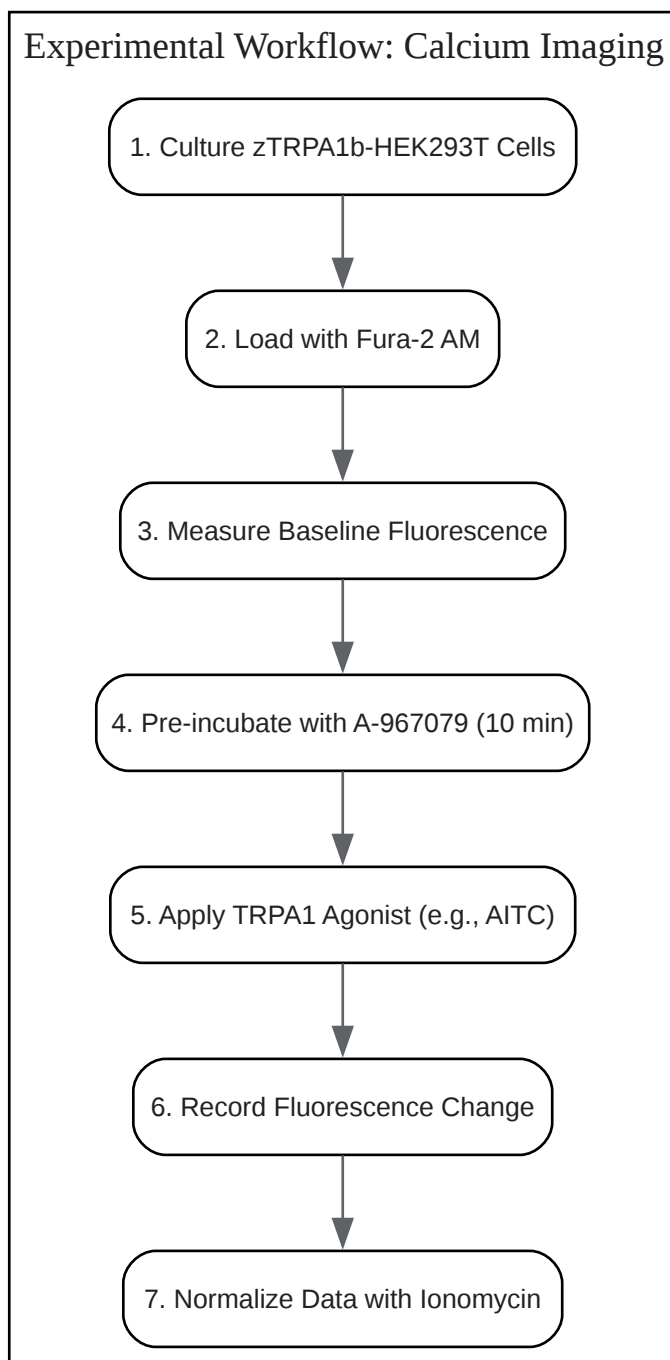 Experimental Workflow: Calcium Imaging
1. Culture zTRPA1b-HEK293T Cells
2. Load with Fura-2 AM
3. Measure Baseline Fluorescence
4. Pre-incubate with A-967079 (10 min)
5. Apply TRPA1 Agonist (e.g., AITC)
6. Record Fluorescence Change
7. Normalize Data with Ionomycin